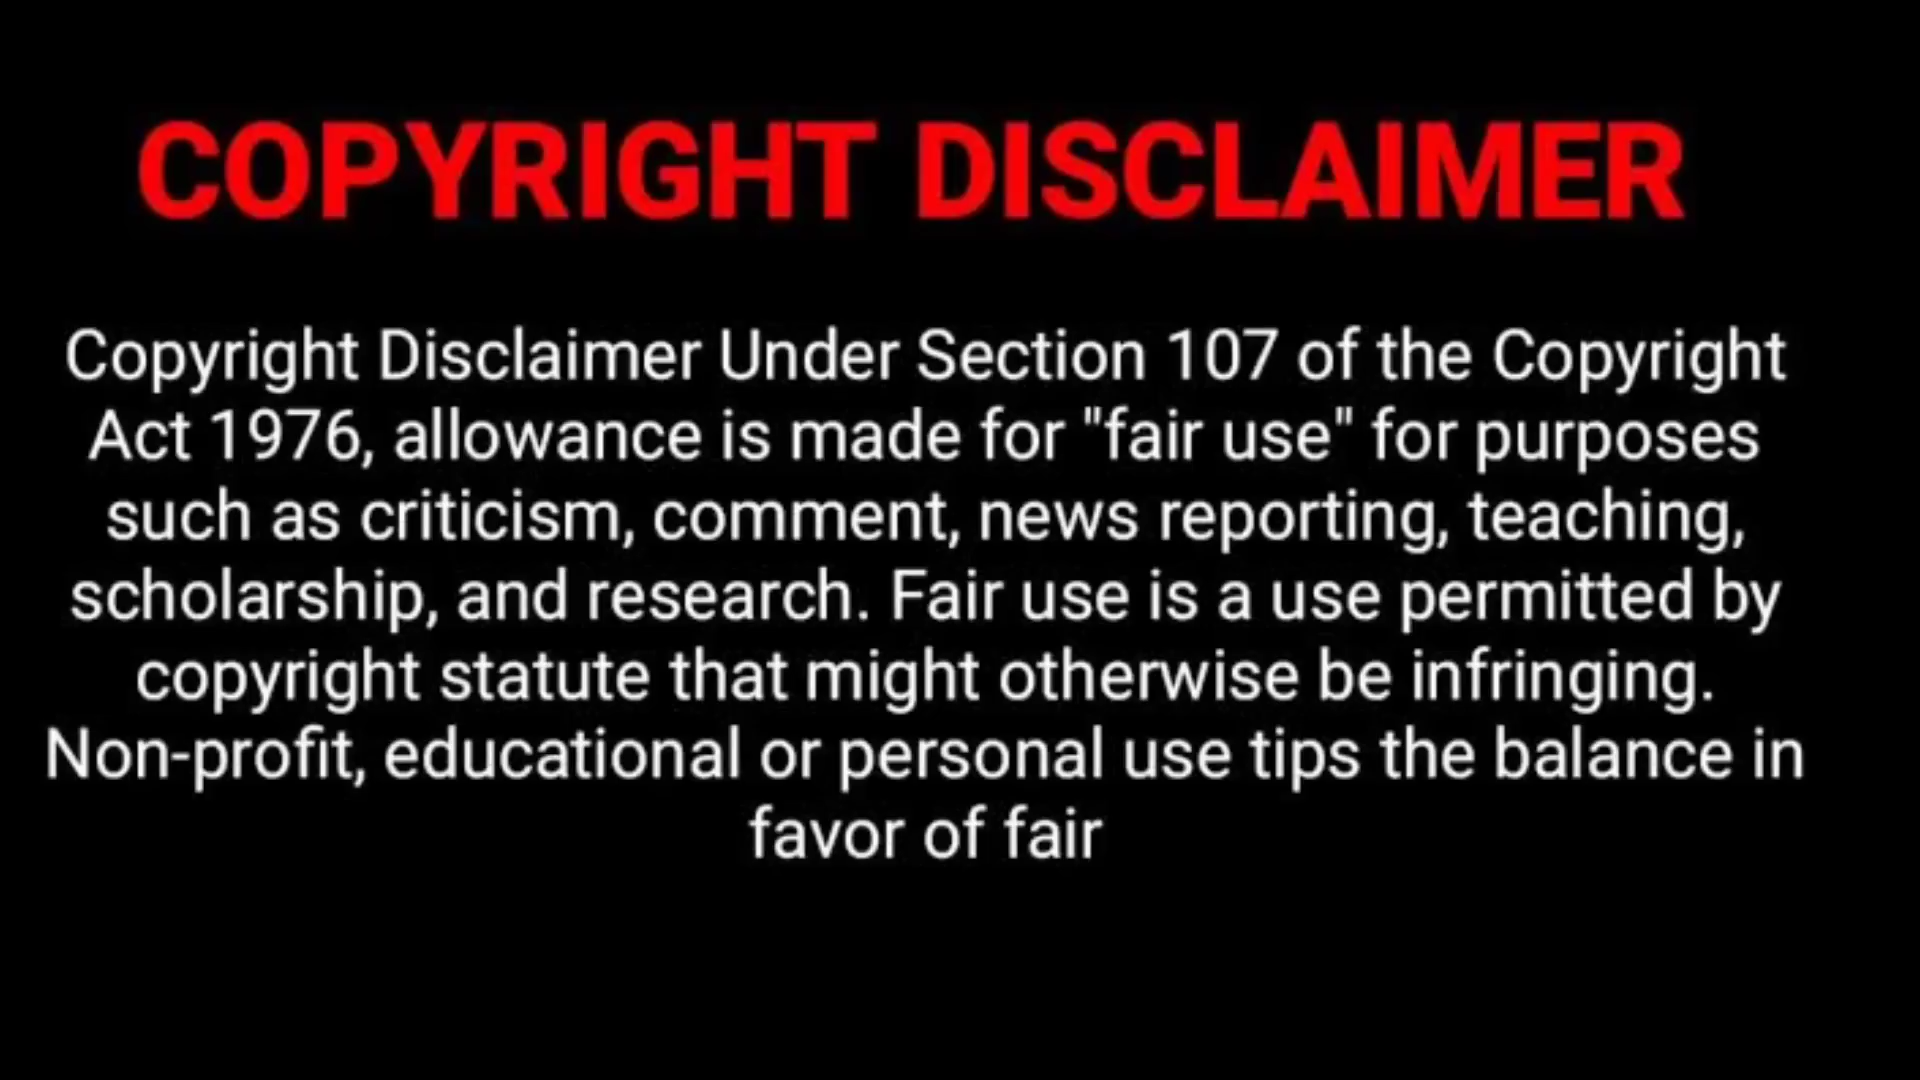 COPYRIGHT DISCLAIMER
Copyright Disclaimer Under Section 107 of the Copyright
Act 1976, allowance is made for "fair use" for purposes
such as criticism, comment, news reporting, teaching,
scholarship, and research. Fair use is a use permitted by
copyright statute that might otherwise be infringing.
Non-profit, educational or personal use tips the balance in
favor of fair